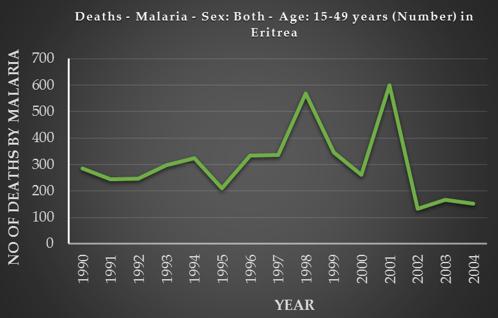 Deaths - Malaria - Sex: Both - Age: 15-49 years (Number) in
Eritrea
NO OF DEATHS BY MALARIA
700
600
500
400
300
200
100
0
1990 1991 1992 1993 1994 1995 1996 1997 1998 1999 2000 2001 2002 2003 2004
YEAR